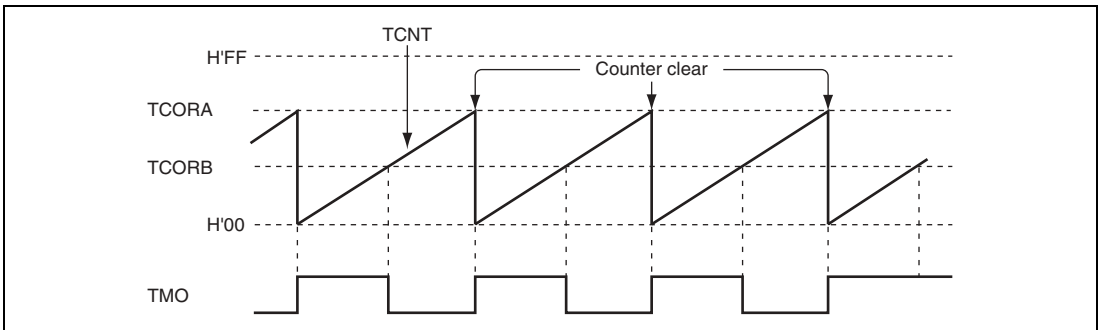 TCNT
H'FF
Counter clear
TCORA
TCORB
H'00
TMO